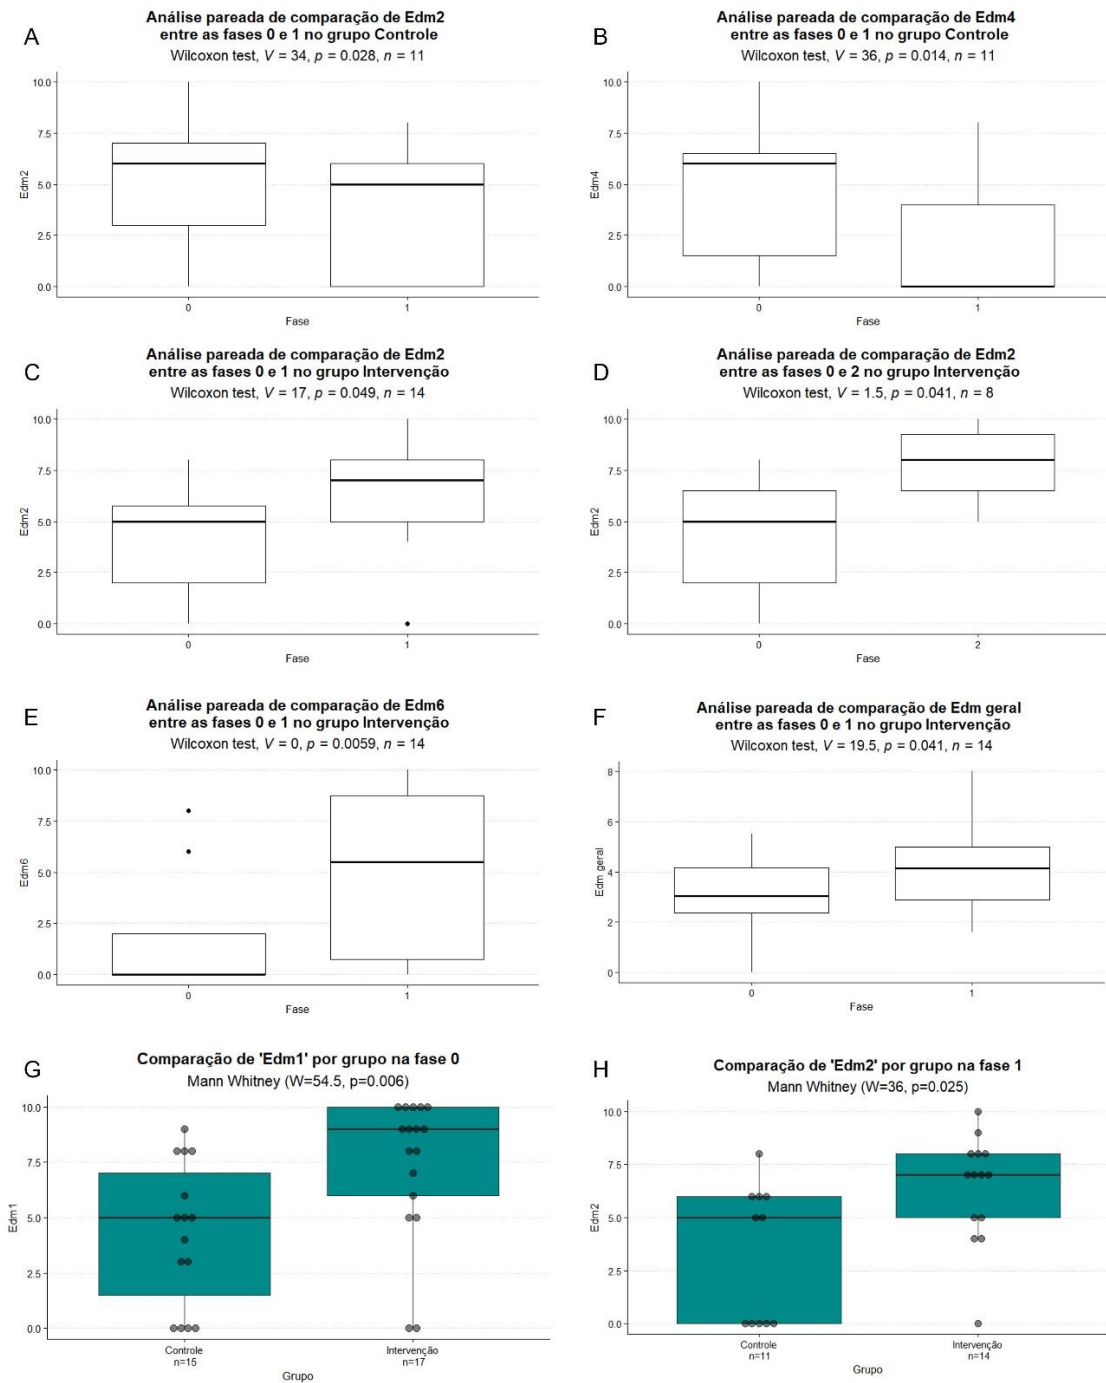 A
Análise pareada de comparação de Edm2
entre as fases 0 e 1 no grupo Controle
Wilcoxon test, V = 34, p = 0.028, n = 11
10.0
7.5
5.0
2.5
0.0
Edm2
0
1
Fase
B
Análise pareada de comparação de Edm4
entre as fases 0 e 1 no grupo Controle
Wilcoxon test, V = 36, p = 0.014, n = 11
10.0
7.5
5.0
2.5
0.0
Edm4
0
1
Fase
C
Análise pareada de comparação de Edm2
entre as fases 0 e 1 no grupo Intervenção
Wilcoxon test, V = 17, p = 0.049, n = 14
10.0
7.5
5.0
2.5
0.0
Edm2
0
1
Fase
D
Análise pareada de comparação de Edm2
entre as fases 0 e 2 no grupo Intervenção
Wilcoxon test, V = 1.5, p = 0.041, n = 8
10.0
7.5
5.0
2.5
0.0
Edm2
0
2
Fase
E
Análise pareada de comparação de Edm6
entre as fases 0 e 1 no grupo Intervenção
Wilcoxon test, V = 0, p = 0.0059, n = 14
10.0
7.5
5.0
2.5
0.0
Edm6
0
1
Fase
F
Análise pareada de comparação de Edm geral
entre as fases 0 e 1 no grupo Intervenção
Wilcoxon test, V = 19.5, p = 0.041, n = 14
8
6
4
2
0
Edm geral
0
1
Fase
G
Comparação de 'Edm1' por grupo na fase 0
Mann Whitney (W=54.5, p=0.006)
10.0
7.5
5.0
2.5
0.0
Edm1
Controle
n=15
Intervenção
n=17
Grupo
H
Comparação de 'Edm2' por grupo na fase 1
Mann Whitney (W=36, p=0.025)
10.0
7.5
5.0
2.5
0.0
Edm2
Controle
n=11
Intervenção
n=14
Grupo